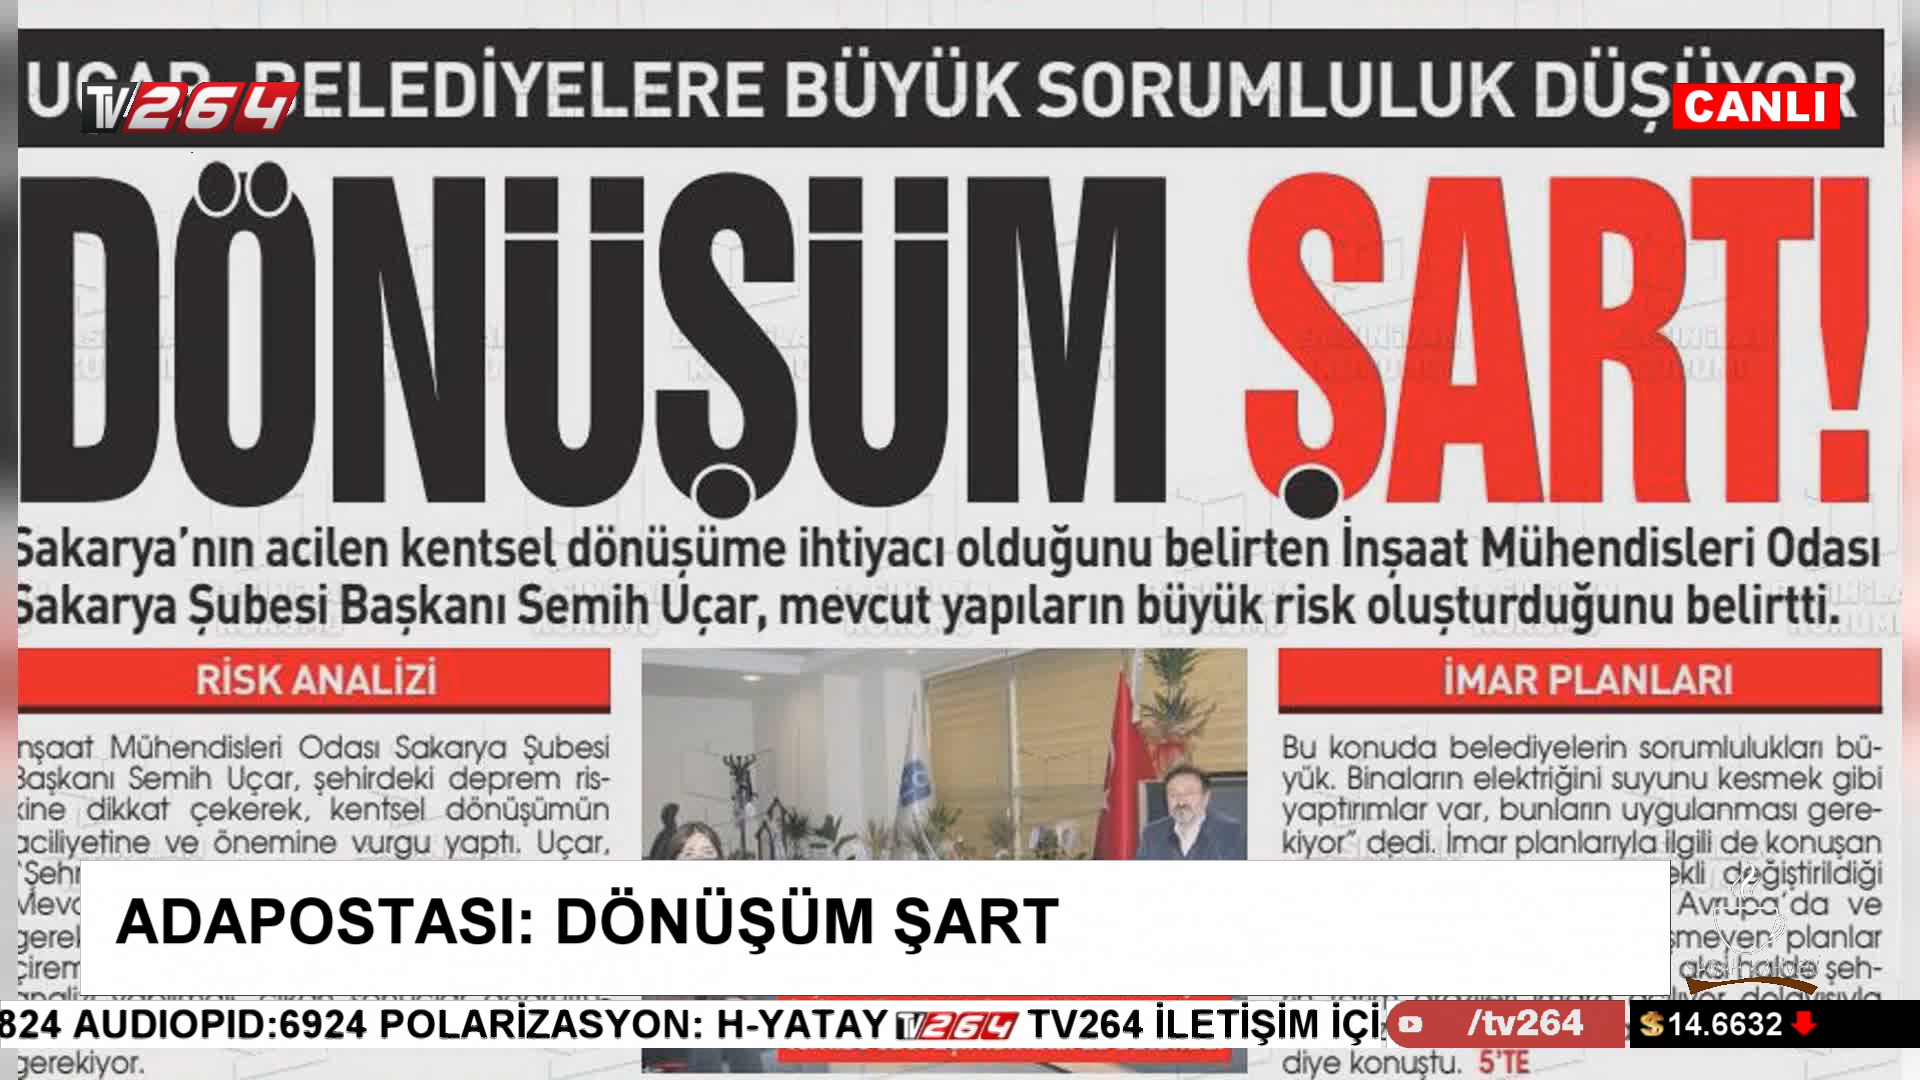 UÇAR, BELEDİYELERE BÜYÜK SORUMLULUK DÜŞÜYOR
TV264
CANLI
DÖNÜŞÜM ŞART!
Sakarya'nın acilen kentsel dönüşüme ihtiyacı olduğunu belirten İnşaat Mühendisleri Odası
Sakarya Şubesi Başkanı Semih Uçar, mevcut yapıların büyük risk oluşturduğunu belirtti.
RİSK ANALİZİ
nşaat Mühendisleri Odası Sakarya Şubesi
Başkanı Semih Uçar, şehirdeki deprem ris-
kine dikkat çekerek, kentsel dönüşümün
aciliyetine ve önemine vurgu yaptı. Uçar,
gerekiyor.
İMAR PLANLARI
Bu konuda belediyelerin sorumlulukları bü-
yük. Binaların elektriğini suyunu kesmek gibi
yaptırımlar var, bunların uygulanması gere-
kiyor" dedi. İmar planlarıyla ilgili de konuşan
değiştirildiği
Avrupa'da ve
planlar
aksi halde şeh-
diye konuştu. 5'TE
ADAPOSTASI: DÖNÜŞÜM ŞART
824 AUDIOPID:6924 POLARİZASYON: H-YATAY TV264 TV264 İLETİŞİM İÇİ
/tv264
$14.6632